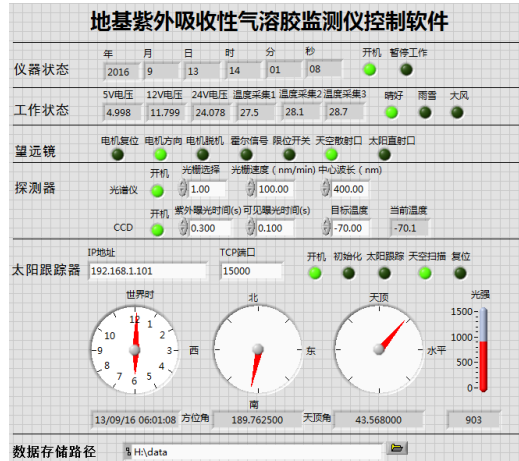 地基紫外吸收性气溶胶监测仪控制软件
年 月 日 时 分 秒
仪器状态 2016 9 13 14 01 08 开机 暂停工作
5V电压 12V电压 24V电压 温度采集1 温度采集2 温度采集3 晴好 雨雪 大风
工作状态 4.998 11.799 24.078 27.5 28.1 28.7
望远镜 电机复位 电机方向 电机脱机 霍尔信号 限位开关 天空散射口 太阳直射口
开机 光栅选择 光栅速度(nm/min) 中心波长(nm)
探测器 光谱仪 1.00 100.00 400.00
开机 紫外曝光时间(s) 可见曝光时间(s) 目标温度 当前温度
CCD 0.300 0.100 -70.00 -70.1
IP地址 TCP端口 开机 初始化 太阳跟踪 天空扫描 复位
太阳跟踪器 192.168.1.101 15000
世界时 北 天顶 光强
12 1 2 3 4 5 6 7 8 9 10
西 东 水平
南
1500 1000 500 0
13/09/16 06:01:08 方位角 189.762500 天顶角 43.568000 903
数据存储路径 H:\data